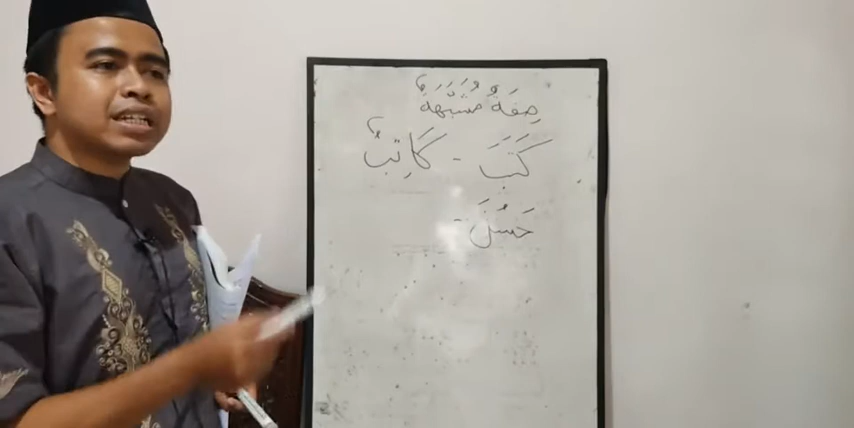 صِفَةٌ مُشَبَّهَةٌ
كَتَبَ - كَاتِبٌ
حَسُنَ -